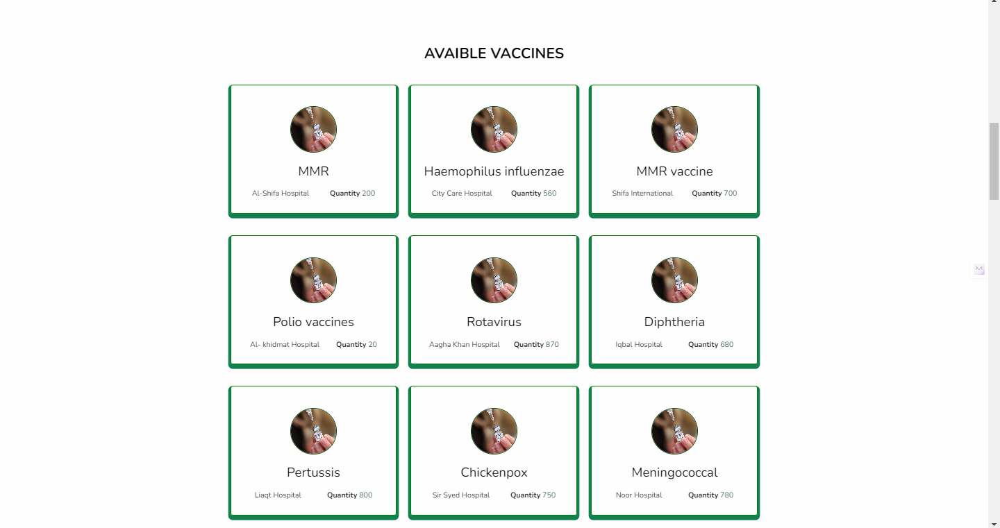 AVAIBLE VACCINES
MMR
Al-Shifa Hospital Quantity 200
Haemophilus influenzae
City Care Hospital Quantity 560
MMR vaccine
Shifa International Quantity 700
Polio vaccines
Al- khidmat Hospital Quantity 20
Rotavirus
Aagha Khan Hospital Quantity 870
Diphtheria
Iqbal Hospital Quantity 680
Pertussis
Liaqt Hospital Quantity 800
Chickenpox
Sir Syed Hospital Quantity 750
Meningococcal
Noor Hospital Quantity 780